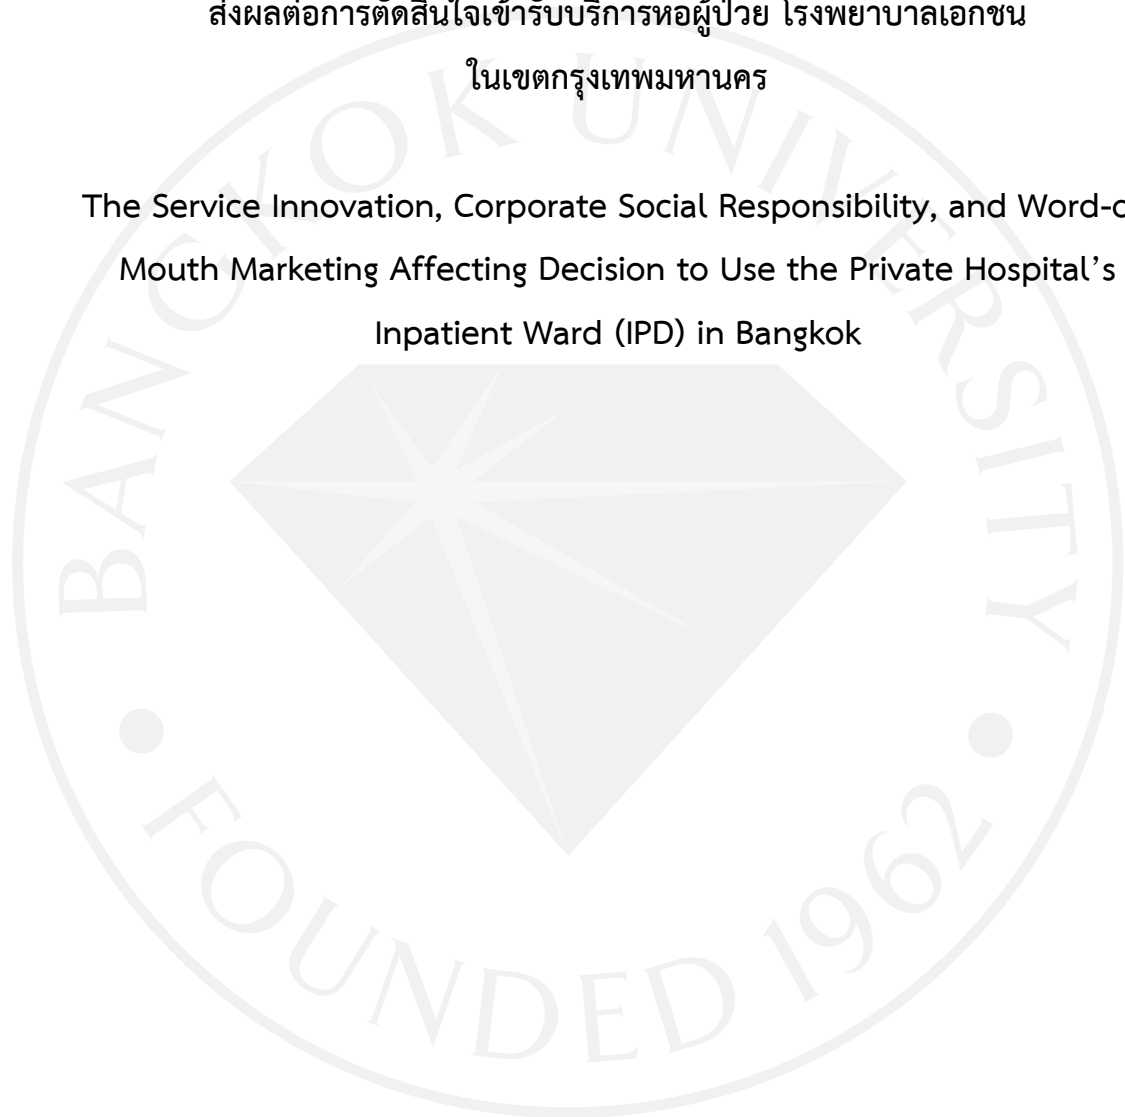 ส่งผลต่อการตัดสินใจเข้ารับบริการหอผู้ป่วย โรงพยาบาลเอกชน
ในเขตกรุงเทพมหานคร
The Service Innovation, Corporate Social Responsibility, and
Mouth Marketing Affecting Decision to Use the Private Hospital's
Inpatient Ward (IPD) in Bangkok
BANGKOK UNIVERSITY
FOUNDED 1962